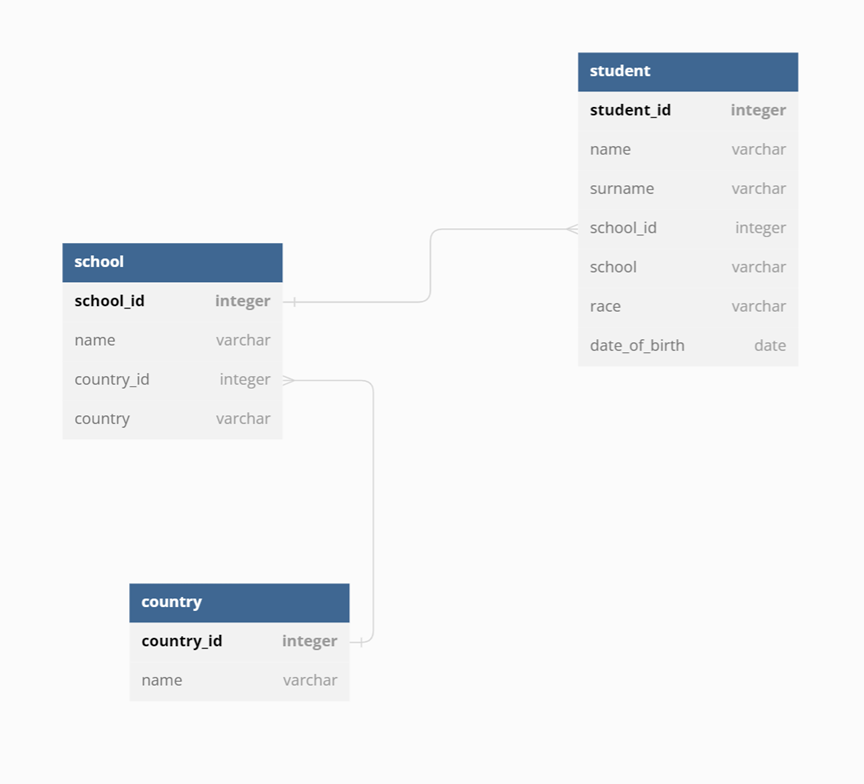 student
student_id integer
name varchar
surname varchar
school_id integer
school varchar
race varchar
date_of_birth date
school
school_id integer
name varchar
country_id integer
country varchar
country
country_id integer
name varchar